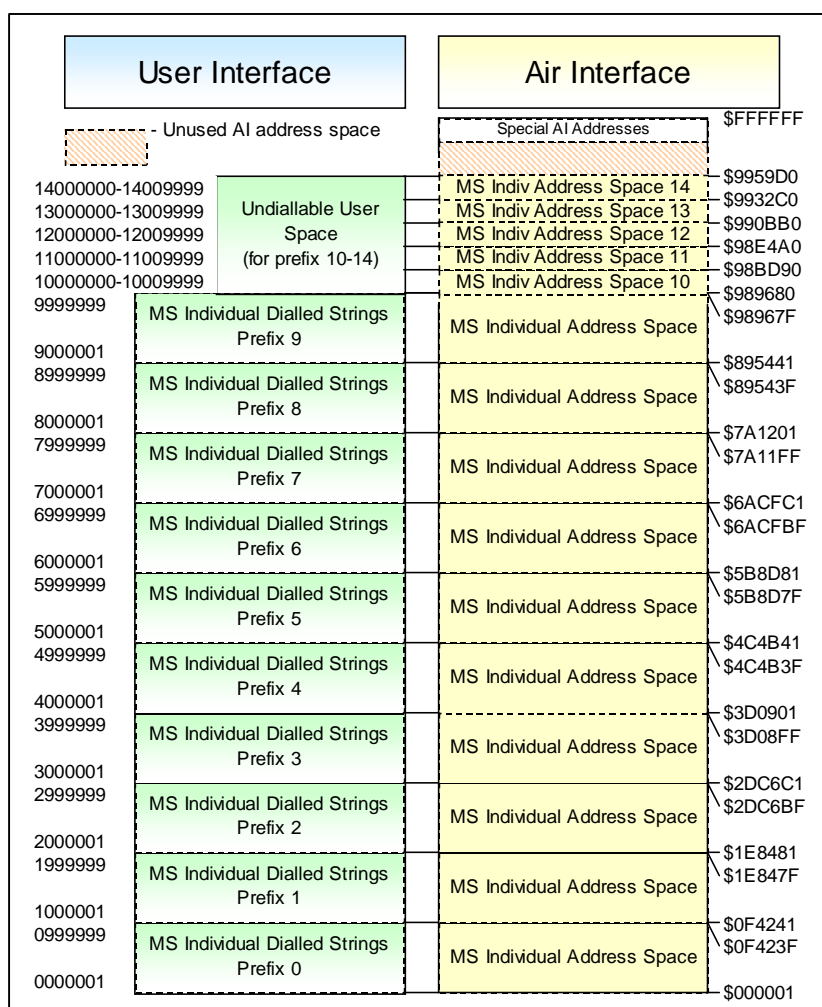 User Interface
Air Interface
- Unused AI address space
Special AI Addresses
$FFFFFF
14000000-14009999
13000000-13009999
12000000-12009999
11000000-11009999
10000000-10009999
Undiallable User
Space
(for prefix 10-14)
MS Indiv Address Space 14
MS Indiv Address Space 13
MS Indiv Address Space 12
MS Indiv Address Space 11
MS Indiv Address Space 10
$9959D0
$9932C0
$990BB0
$98E4A0
$98BD90
$989680
9999999
MS Individual Dialled Strings
Prefix 9
MS Individual Address Space
$98967F
9000001
$895441
8999999
MS Individual Dialled Strings
Prefix 8
MS Individual Address Space
$89543F
8000001
$7A1201
7999999
MS Individual Dialled Strings
Prefix 7
MS Individual Address Space
$7A11FF
7000001
$6ACFC1
6999999
MS Individual Dialled Strings
Prefix 6
MS Individual Address Space
$6ACFBF
6000001
$5B8D81
5999999
MS Individual Dialled Strings
Prefix 5
MS Individual Address Space
$5B8D7F
5000001
$4C4B41
4999999
MS Individual Dialled Strings
Prefix 4
MS Individual Address Space
$4C4B3F
4000001
$3D0901
3999999
MS Individual Dialled Strings
Prefix 3
MS Individual Address Space
$3D08FF
3000001
$2DC6C1
2999999
MS Individual Dialled Strings
Prefix 2
MS Individual Address Space
$2DC6BF
2000001
$1E8481
1999999
MS Individual Dialled Strings
Prefix 1
MS Individual Address Space
$1E847F
1000001
$0F4241
0999999
MS Individual Dialled Strings
Prefix 0
MS Individual Address Space
$0F423F
0000001
$000001